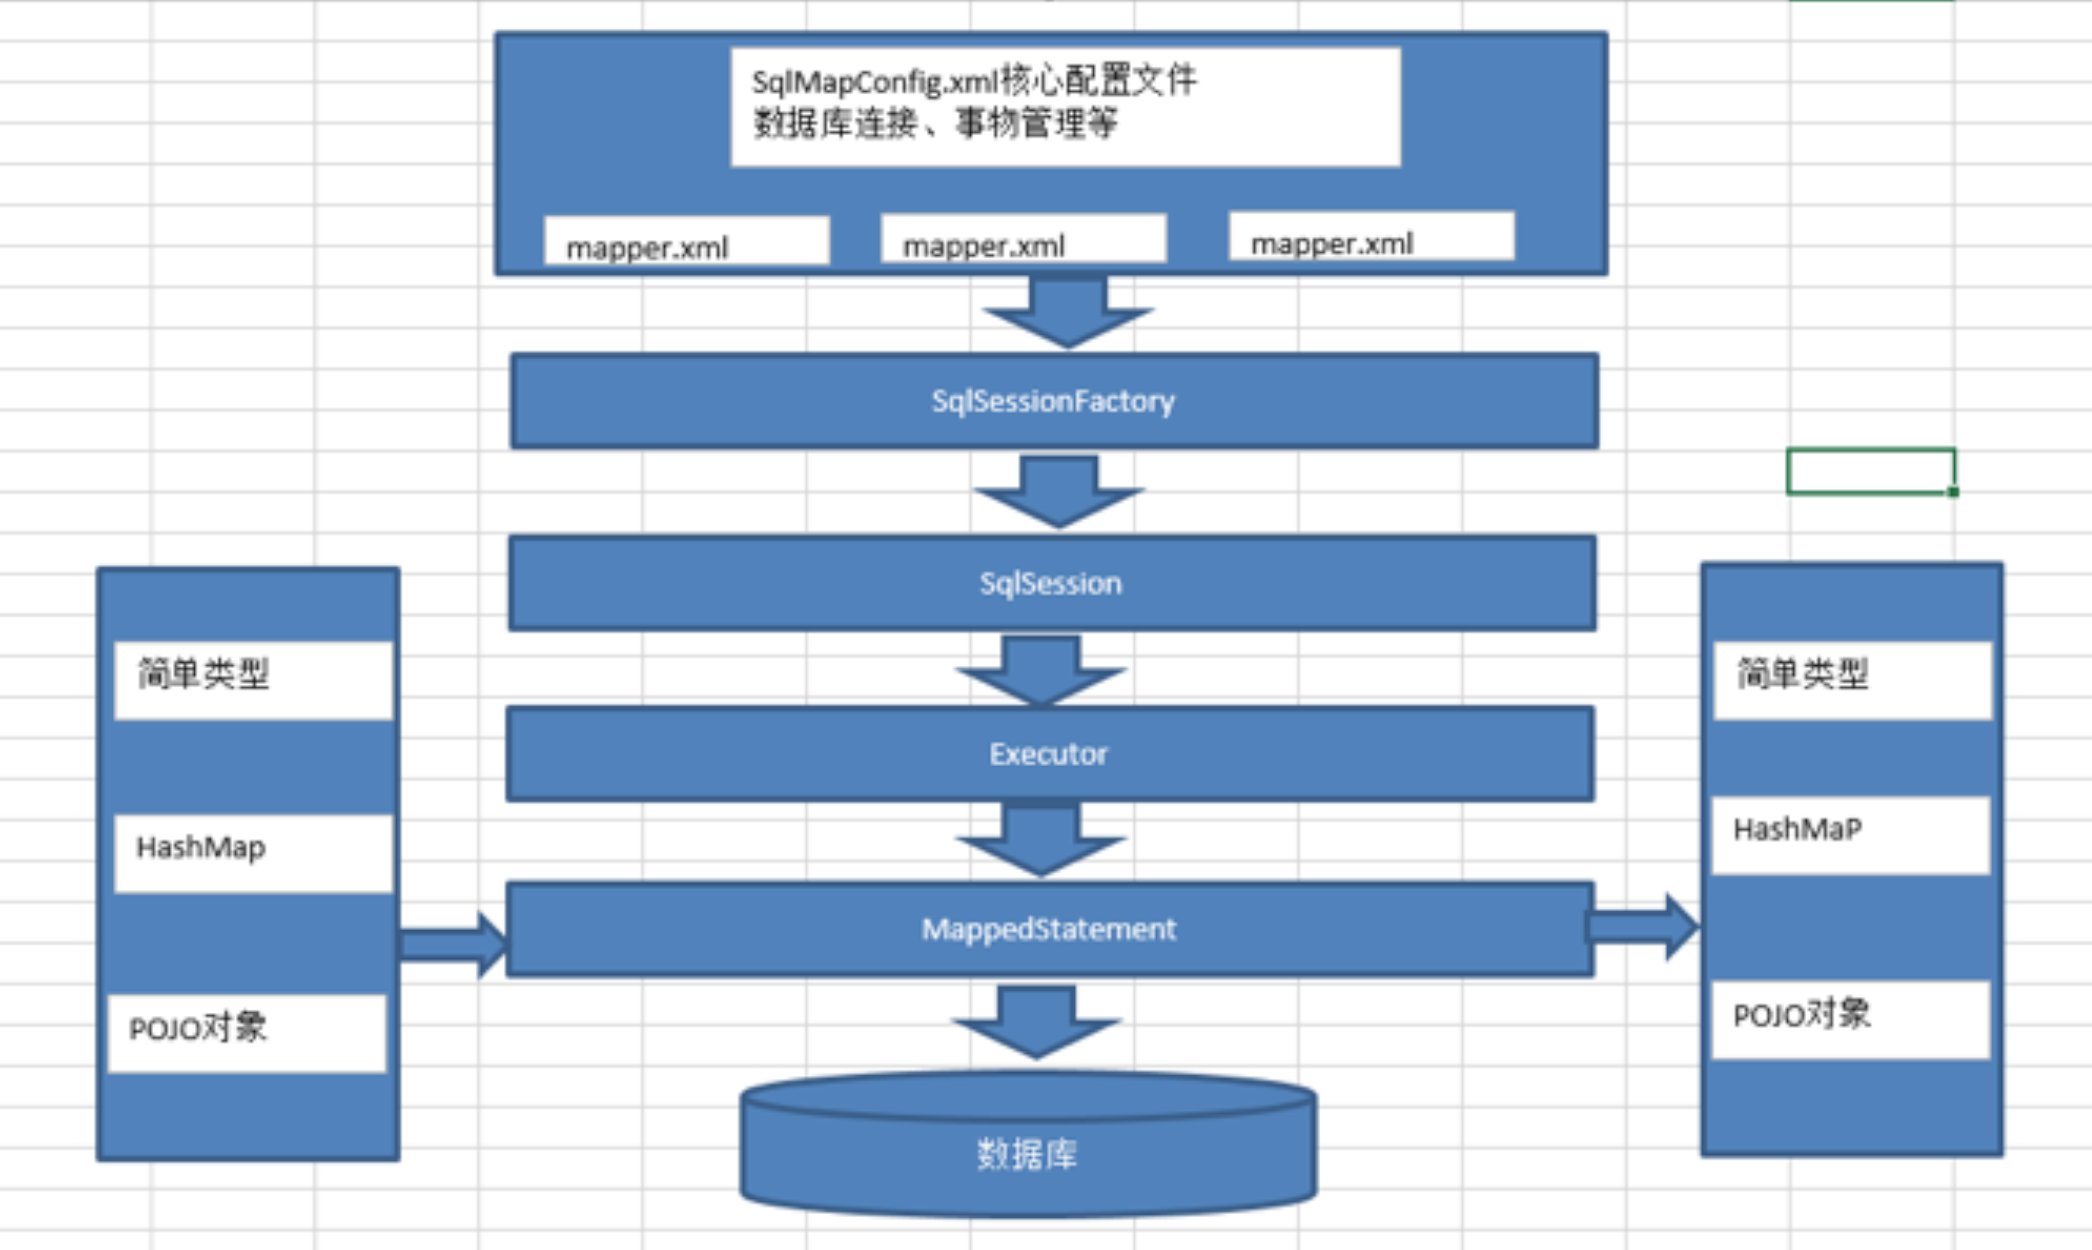 SqlMapConfig.xml核心配置文件
数据库连接、事物管理等
mapper.xml
mapper.xml
mapper.xml
SqlSessionFactory
SqlSession
Executor
MappedStatement
数据库
简单类型
HashMap
POJO对象
简单类型
HashMaP
POJO对象